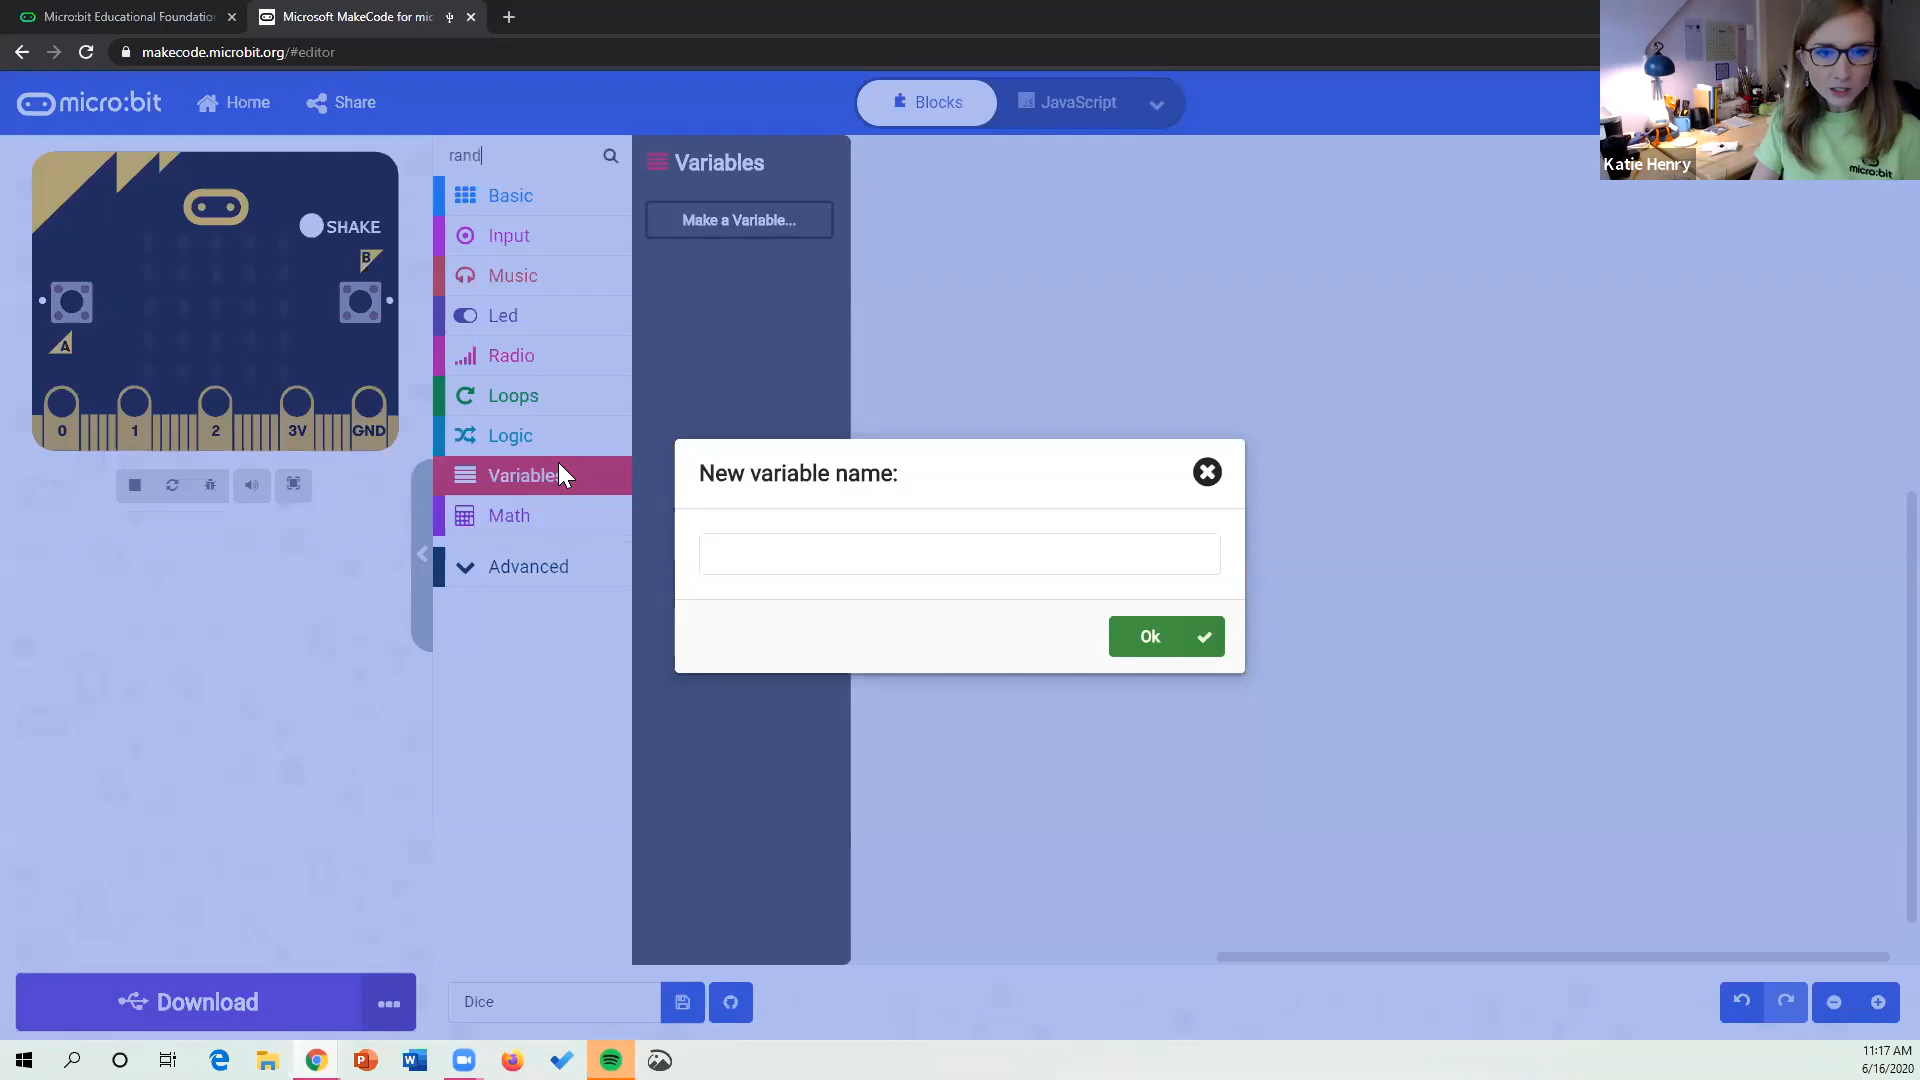 Micro:bit Educational Foundatio
Microsoft MakeCode for mic
makecode.microbit.org/#editor
micro:bit
Home
Share
Blocks
JavaScript
Katie Henry
micro:bit
SHAKE
B
A
0
1
2
3V
GND
rand
Basic
Input
Music
Led
Radio
Loops
Logic
Variables
Math
Advanced
Variables
Make a Variable...
New variable name:
Ok
Download
Dice
11:17 AM
6/16/2020